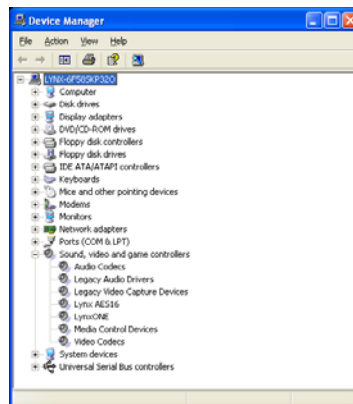 Device Manager
File Action View Help
LYNX-6P585KP320
Computer
Disk drives
Display adapters
DVD/CD-ROM drives
Floppy disk controllers
Floppy disk drives
IDE ATA/ATAPI controllers
Keyboards
Mice and other pointing devices
Modems
Monitors
Network adapters
Ports (COM & LPT)
Sound, video and game controllers
Audio Codecs
Legacy Audio Drivers
Legacy Video Capture Devices
Lynx AES16
LynxONE
Media Control Devices
Video Codecs
System devices
Universal Serial Bus controllers